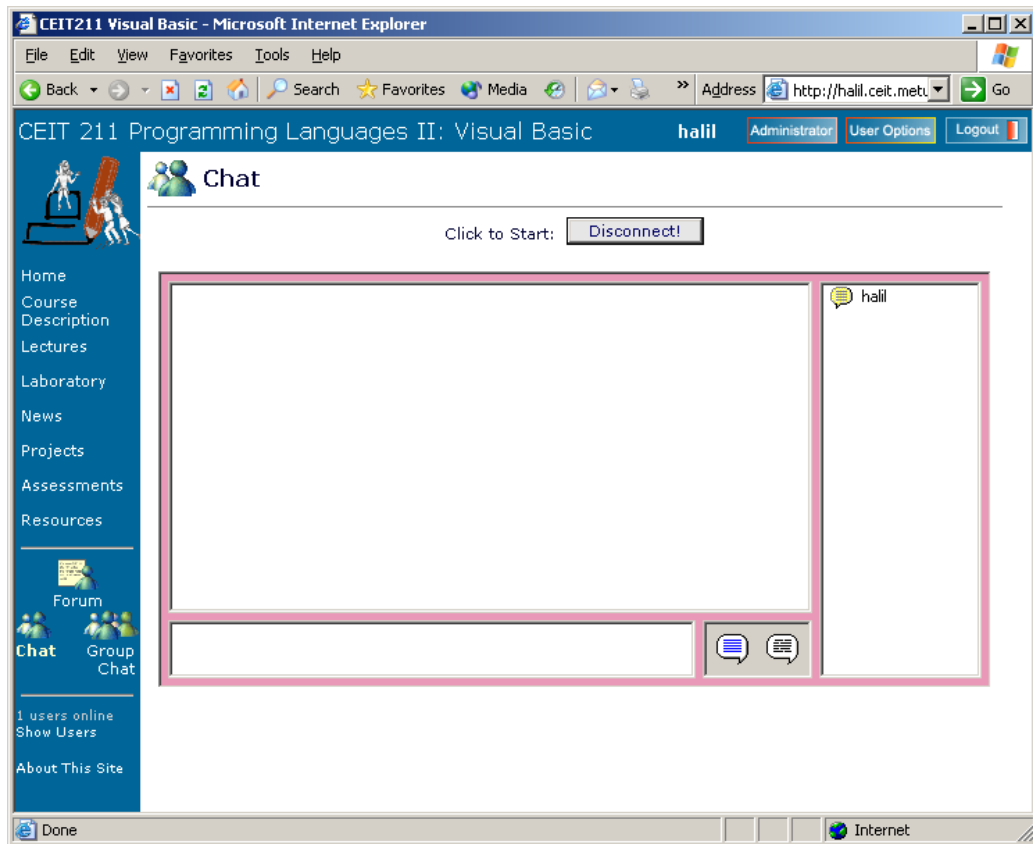 CEIT211 Visual Basic - Microsoft Internet Explorer
File Edit View Favorites Tools Help
Back Search Favorites Media » Address http://halil.ceit.metu Go
CEIT 211 Programming Languages II: Visual Basic halil Administrator User Options Logout
Chat
Click to Start: Disconnect!
Home
Course
Description
Lectures
Laboratory
News
Projects
Assessments
Resources
Forum
Chat Group
Chat
1 users online
Show Users
About This Site
halil
Done Internet